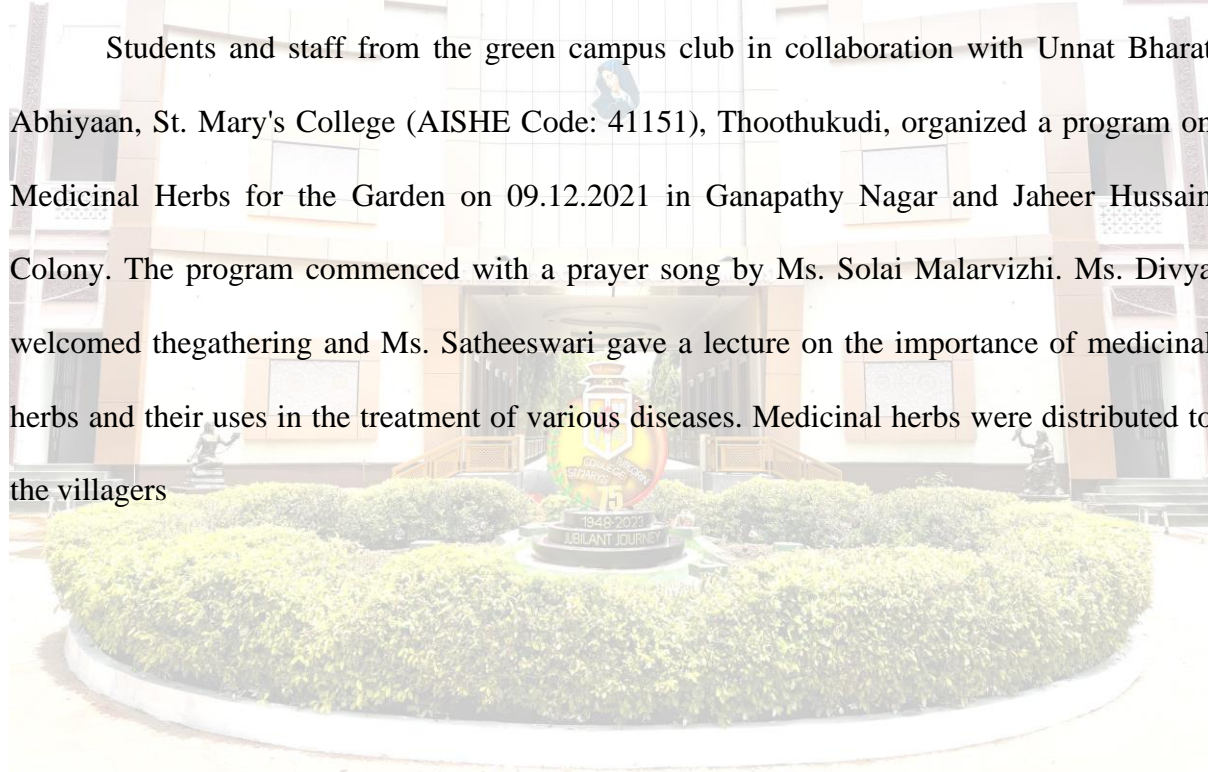 Students and staff from the green campus club in collaboration with Unnat Bharat
Abhiyaan, St. Mary's College (AISHE Code: 41151), Thoothukudi, organized a program on
Medicinal Herbs for the Garden on 09.12.2021 in Ganapathy Nagar and Jaheer Hussain
Colony. The program commenced with a prayer song by Ms. Solai Malarvizhi. Ms. Divya
welcomed thegathering and Ms. Satheeswari gave a lecture on the importance of medicinal
herbs and their uses in the treatment of various diseases. Medicinal herbs were distributed to
the villagers
JUBILANT JOURNEY